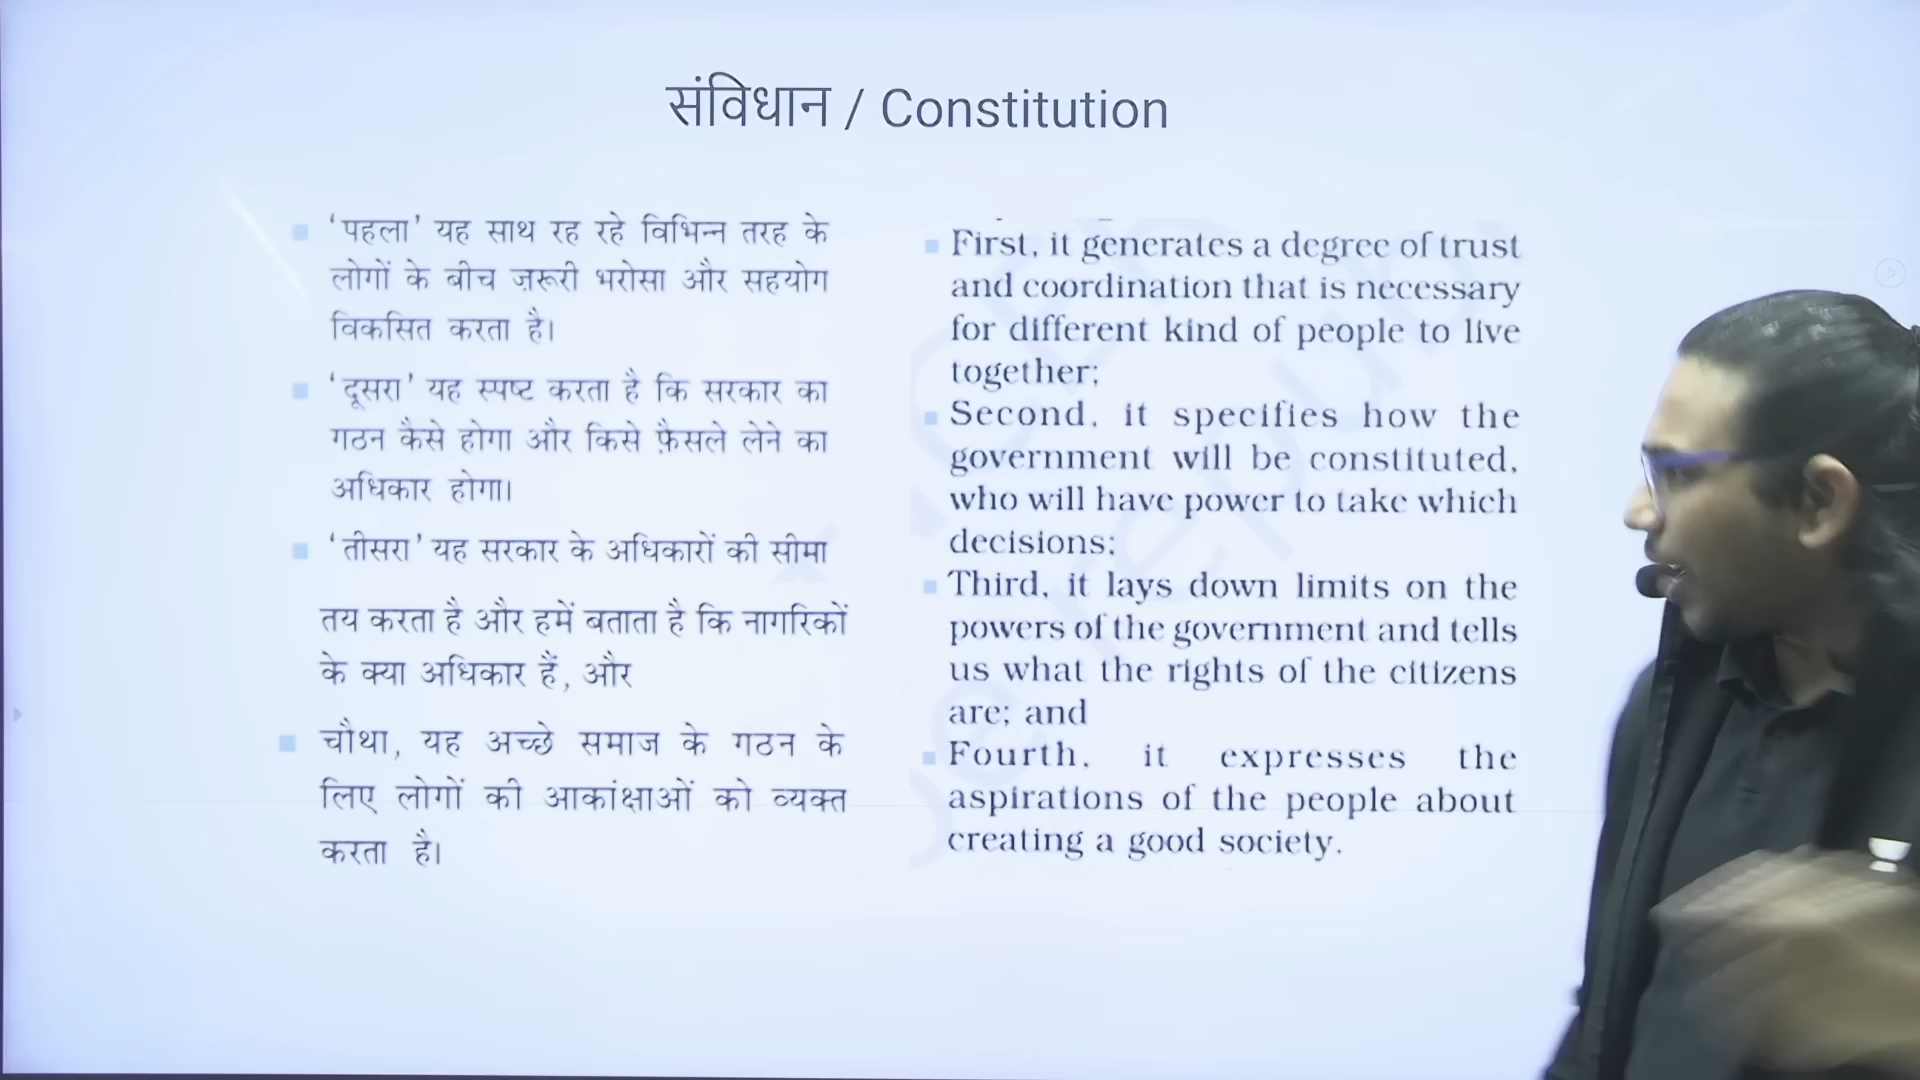 संविधान / Constitution
‘पहला’ यह साथ रह रहे विभिन्न तरह के
लोगों के बीच ज़रूरी भरोसा और सहयोग
विकसित करता है।
‘दूसरा’ यह स्पष्ट करता है कि सरकार का
गठन कैसे होगा और किसे फ़ैसले लेने का
अधिकार होगा।
‘तीसरा’ यह सरकार के अधिकारों की सीमा
तय करता है और हमें बताता है कि नागरिकों
के क्या अधिकार हैं, और
चौथा, यह अच्छे समाज के गठन के
लिए लोगों की आकांक्षाओं को व्यक्त
करता है।
First, it generates a degree of trust
and coordination that is necessary
for different kind of people to live
together;
Second, it specifies how the
government will be constituted,
who will have power to take which
decisions;
Third, it lays down limits on the
powers of the government and tells
us what the rights of the citizens
are; and
Fourth, it expresses the
aspirations of the people about
creating a good society.